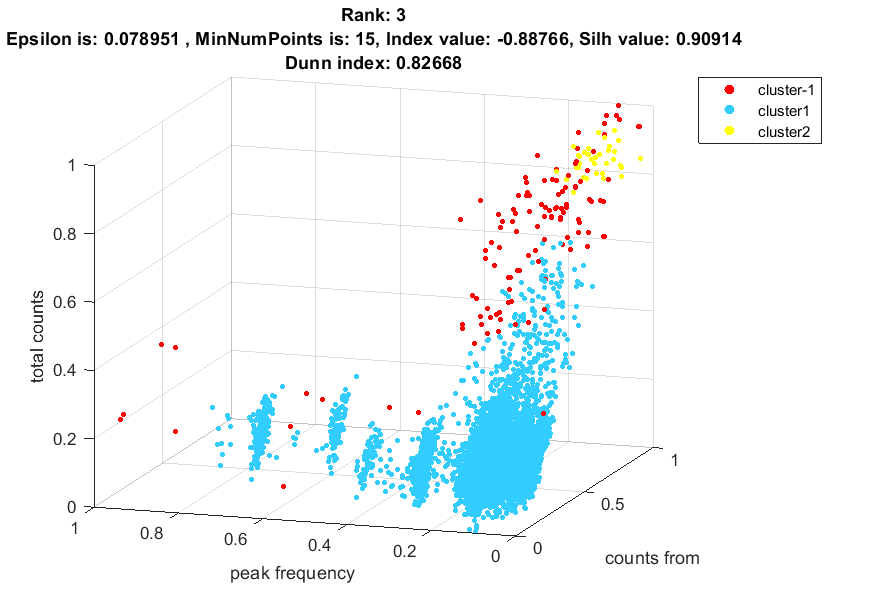 Rank: 3
Epsilon is: 0.078951 , MinNumPoints is: 15, Index value: -0.88766, Silh value: 0.90914
Dunn index: 0.82668
cluster-1
cluster1
cluster2
1
0.8
0.6
0.4
0.2
0
total counts
1
0.8
0.6
0.4
0.2
0
peak frequency
0
0.5
1
counts from